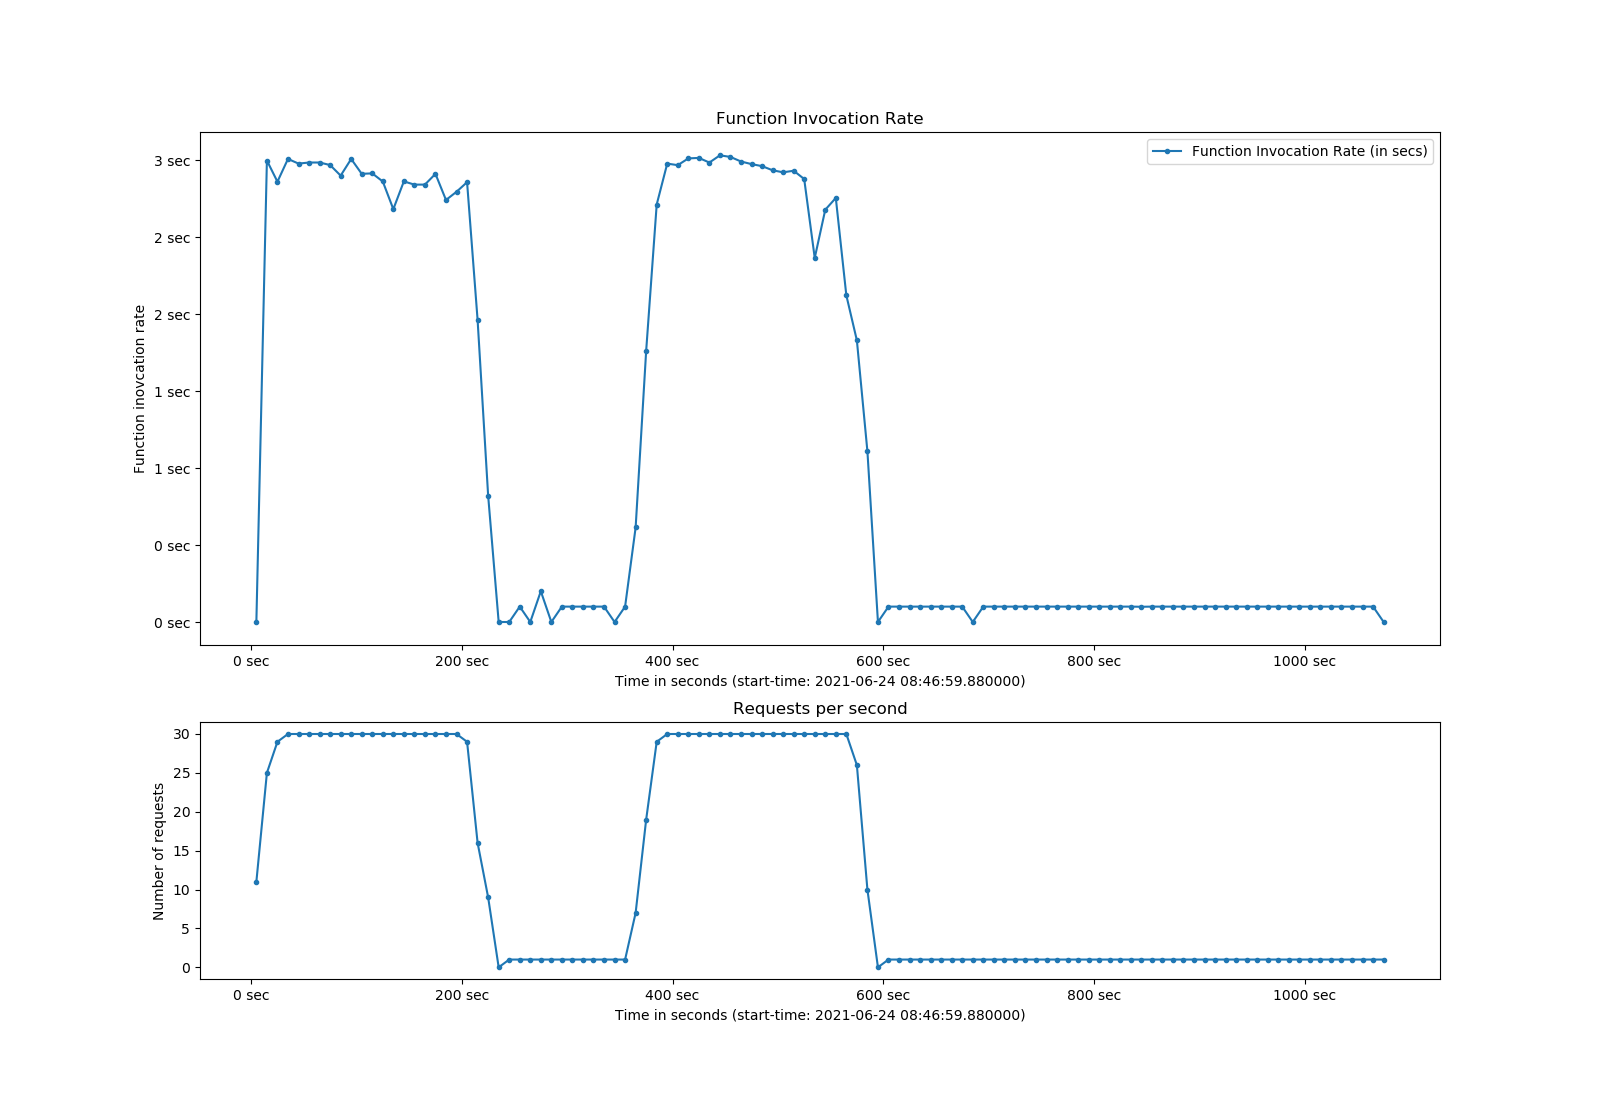 Function Invocation Rate
Function Invocation Rate (in secs)
3 sec
2 sec
2 sec
1 sec
1 sec
0 sec
0 sec
Function inovcation rate
0 sec 200 sec 400 sec 600 sec 800 sec 1000 sec
Time in seconds (start-time: 2021-06-24 08:46:59.880000)
Requests per second
30
25
20
15
10
5
0
Number of requests
0 sec 200 sec 400 sec 600 sec 800 sec 1000 sec
Time in seconds (start-time: 2021-06-24 08:46:59.880000)